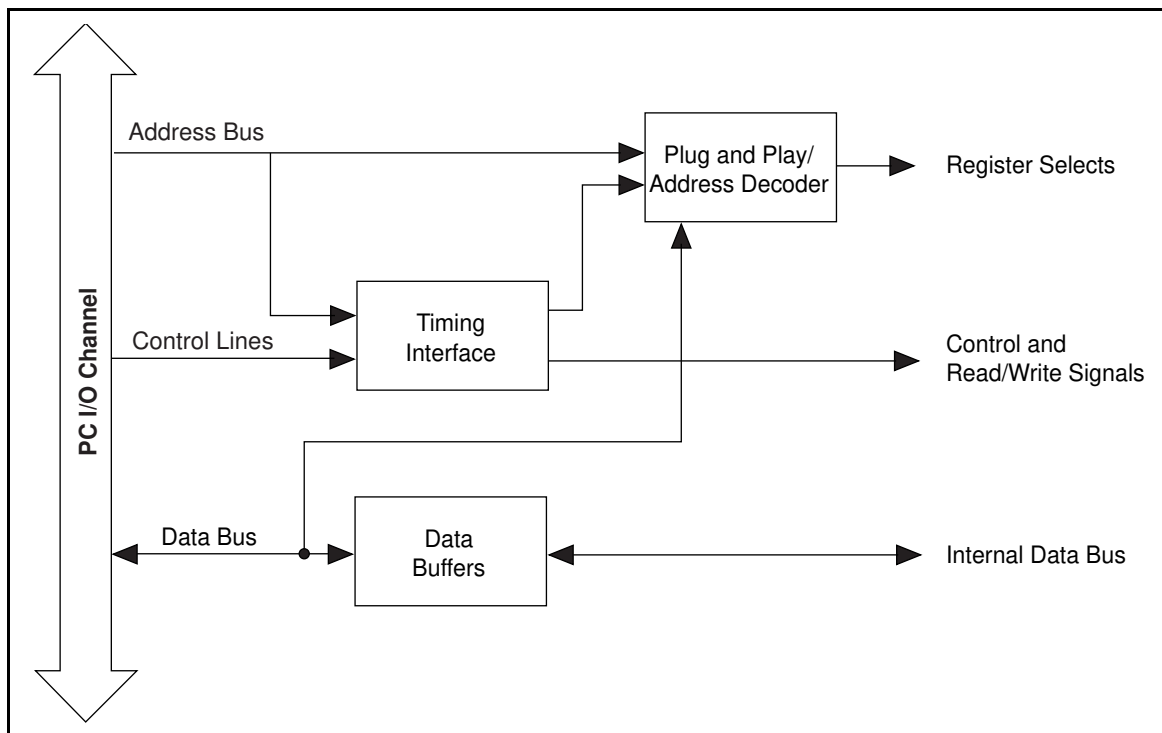 PC I/O Channel
Address Bus
Plug and Play/
Address Decoder
Register Selects
Control Lines
Timing
Interface
Control and
Read/Write Signals
Data Bus
Data
Buffers
Internal Data Bus